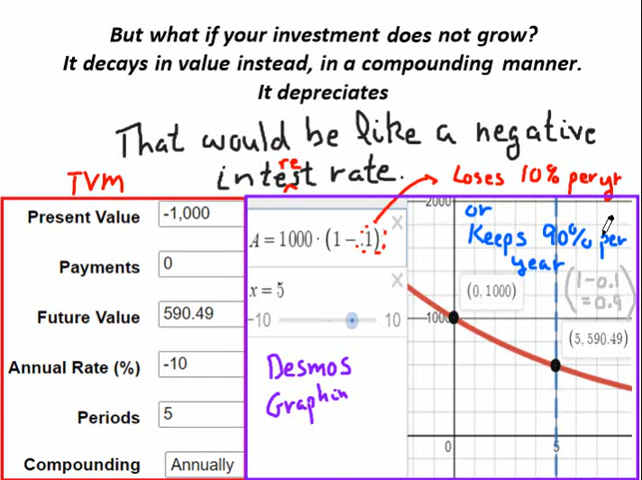 But what if your investment does not grow?
It decays in value instead, in a compounding manner.
It depreciates
That would be like a negative
interest rate.
Loses 10% per yr
or
Keeps 90% per
year
(1-0.1
=0.9)
TVM
Present Value -1,000
Payments 0
Future Value 590.49
Annual Rate (%) -10
Periods 5
Compounding Annually
A = 1000 · (1 - .1)
x = 5
-10 10
Desmos
Graphin
2000
1000
(0, 1000)
(5, 590.49)
0 5